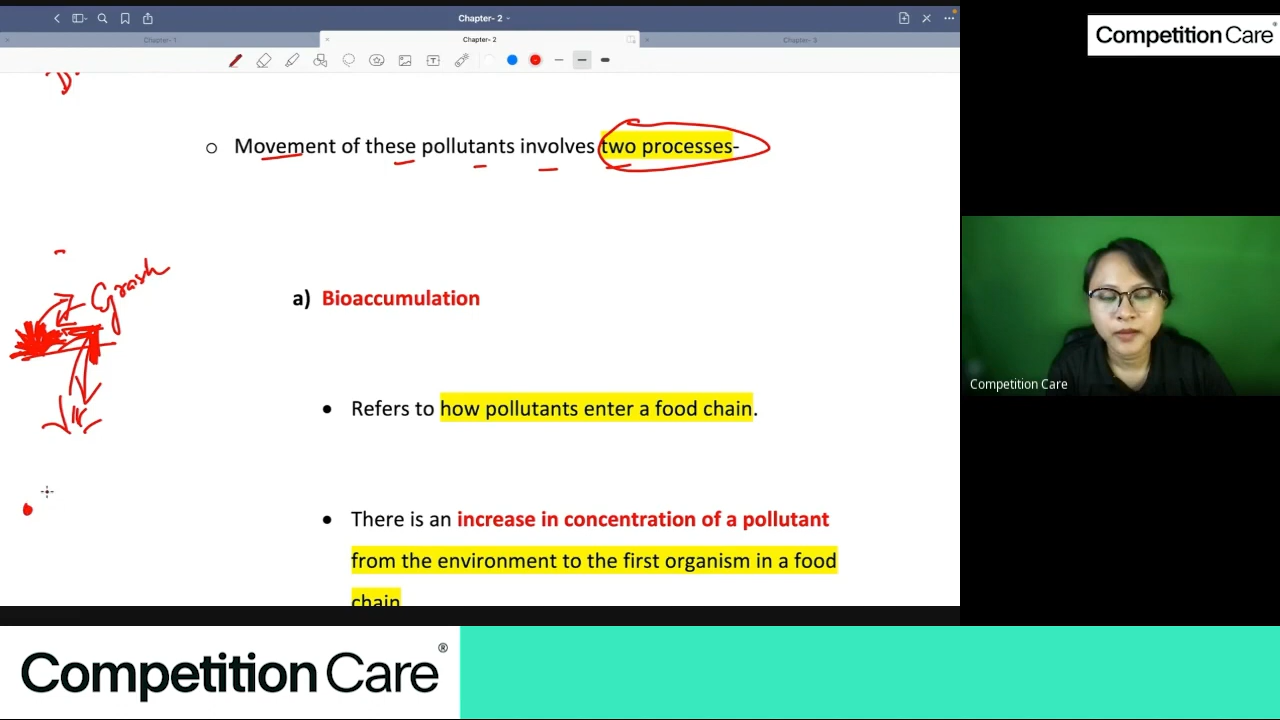 Chapter- 2
Chapter- 1
Chapter- 2
Chapter- 3
Competition Care®
Movement of these pollutants involves two processes-
a) Bioaccumulation
Refers to how pollutants enter a food chain.
There is an increase in concentration of a pollutant
from the environment to the first organism in a food
chain
Competition Care
Competition Care®